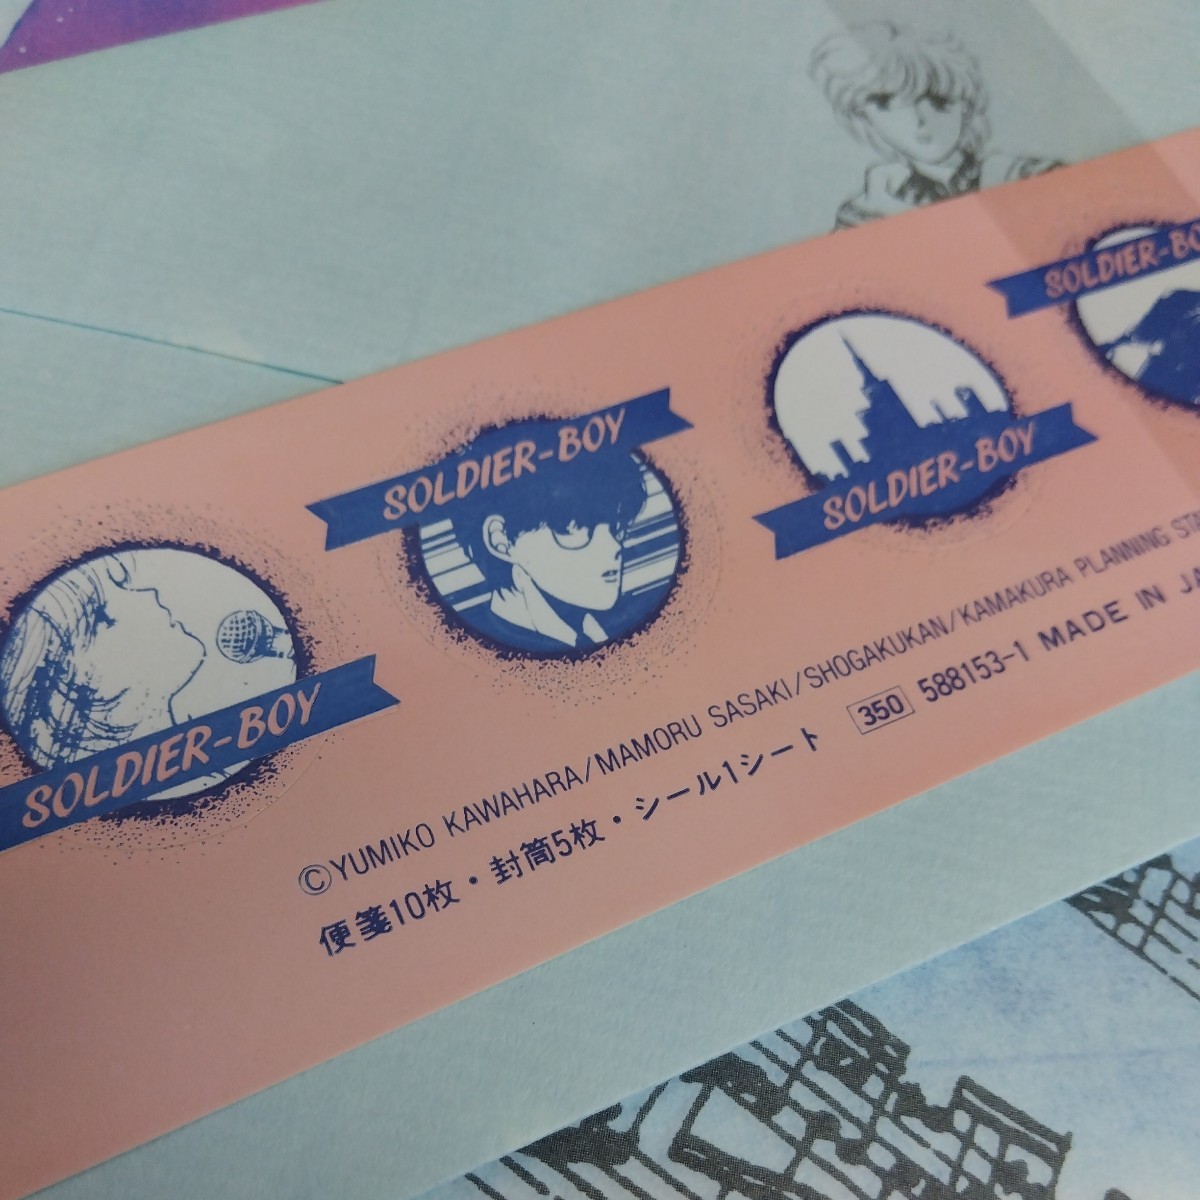 SOLDIER-BOY
SOLDIER-BOY
SOLDIER-BOY
SOLDIER-BO
©YUMIKO KAWAHARA/MAMORU SASAKI/SHOGAKUKAN/KAMAKURA PLANNING
便箋10枚・封筒5枚・シール1シート 350 588153-1 MADE IN JA